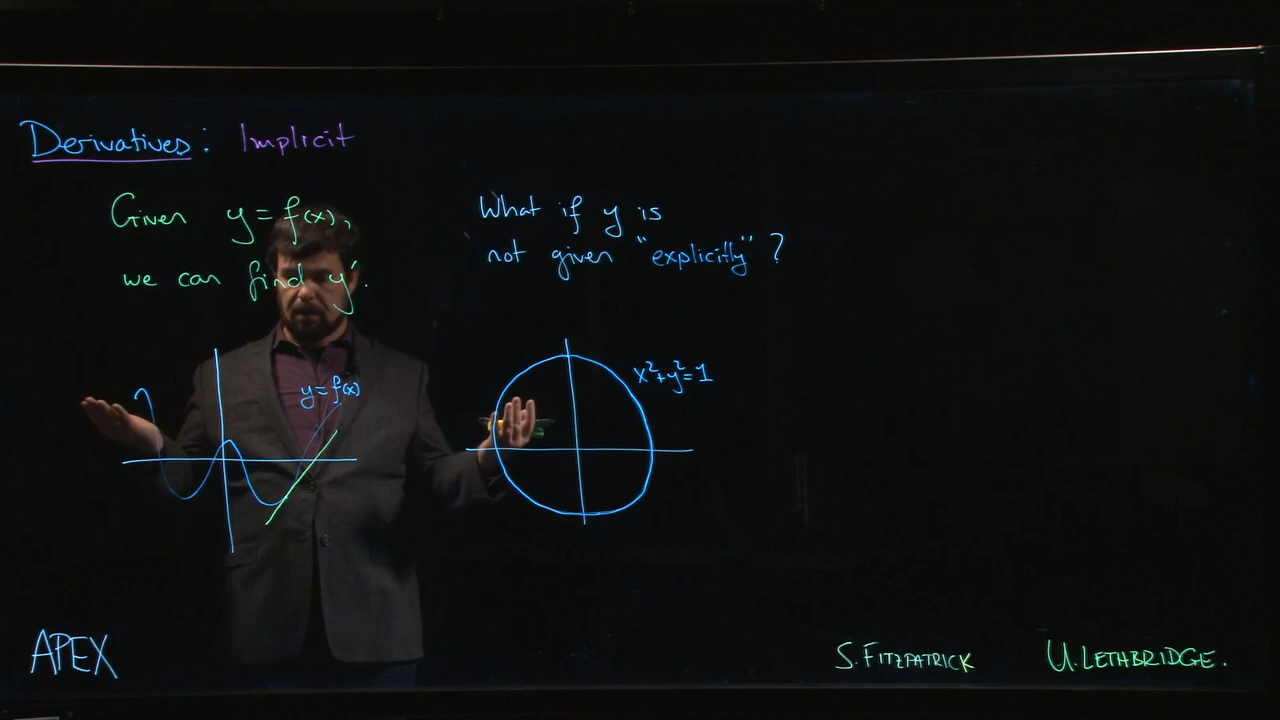 Derivatives: Implicit
Given y = f(x),
we can find y'.
What if y is
not given "explicitly"?
y = f(x)
x²+y²=1
APEX
S. FITZPATRICK
U. LETHBRIDGE.